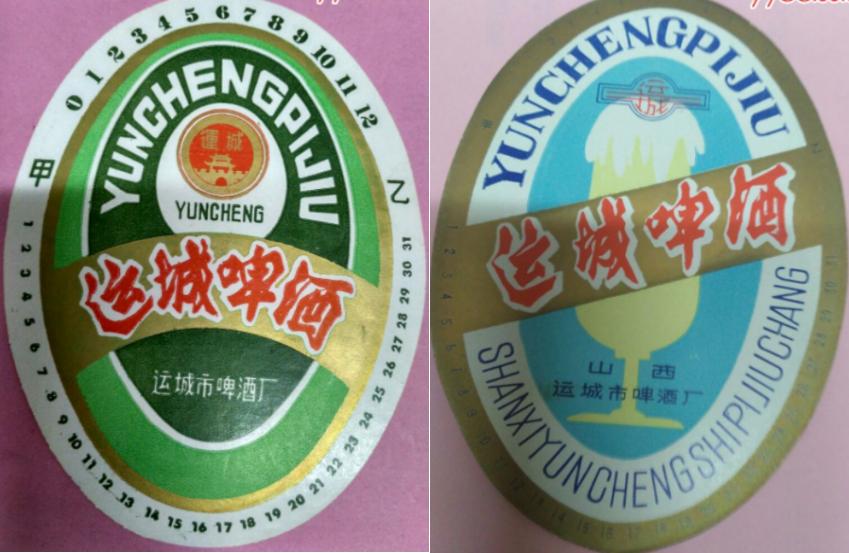 0 1 2 3 4 5 6 7 8 9 10 11 12
甲
乙
YUNCHENGPIJIU
運城
YUNCHENG
运城啤酒
运城市啤酒厂
1 2 3 4 5 6 7 8 9 10 11 12 13 14 15 16 17 18 19 20 21 22 23 24 25 26 27 28 29 30 31
YUNCHENGPIJIU
运城
运城啤酒
山西
运城市啤酒厂
SHANXIYUNCHENGSHIPIJIUCHANG